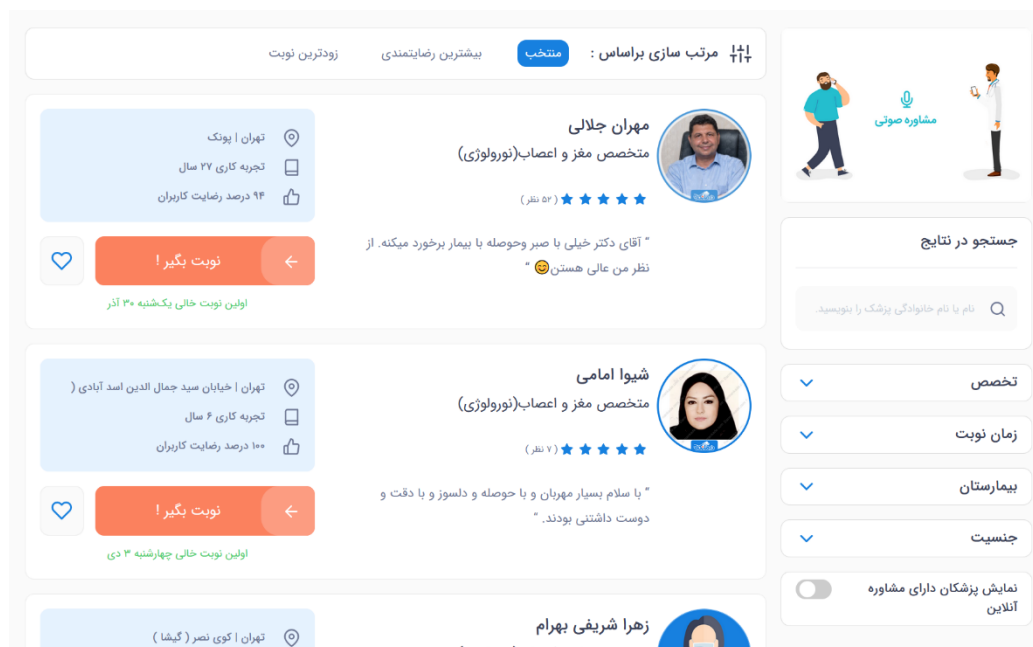 مرتب سازی براساس :
منتخب
بیشترین رضایتمندی
زودترین نوبت
مشاوره صوتی
جستجو در نتایج
نام یا نام خانوادگی پزشک را بنویسید.
تخصص
زمان نوبت
بیمارستان
جنسیت
نمایش پزشکان دارای مشاوره
آنلاین
مهران جلالی
متخصص مغز و اعصاب(نورولوژی)
( ۵۲ نظر )
“ آقای دکتر خیلی با صبر وحوصله با بیمار برخورد میکنه. از
نظر من عالی هستن😊 “
تهران | پونک
تجربه کاری ۲۷ سال
۹۴ درصد رضایت کاربران
نوبت بگیر !
اولین نوبت خالی یک‌شنبه ۳۰ آذر
شیوا امامی
متخصص مغز و اعصاب(نورولوژی)
( ۷ نظر )
“ با سلام بسیار مهربان و با حوصله و دلسوز و با دقت و
دوست داشتنی بودند. “
تهران | خیابان سید جمال الدین اسد آبادی (
تجربه کاری ۶ سال
۱۰۰ درصد رضایت کاربران
نوبت بگیر !
اولین نوبت خالی چهارشنبه ۳ دی
زهرا شریفی بهرام
تهران | کوی نصر ( گیشا )